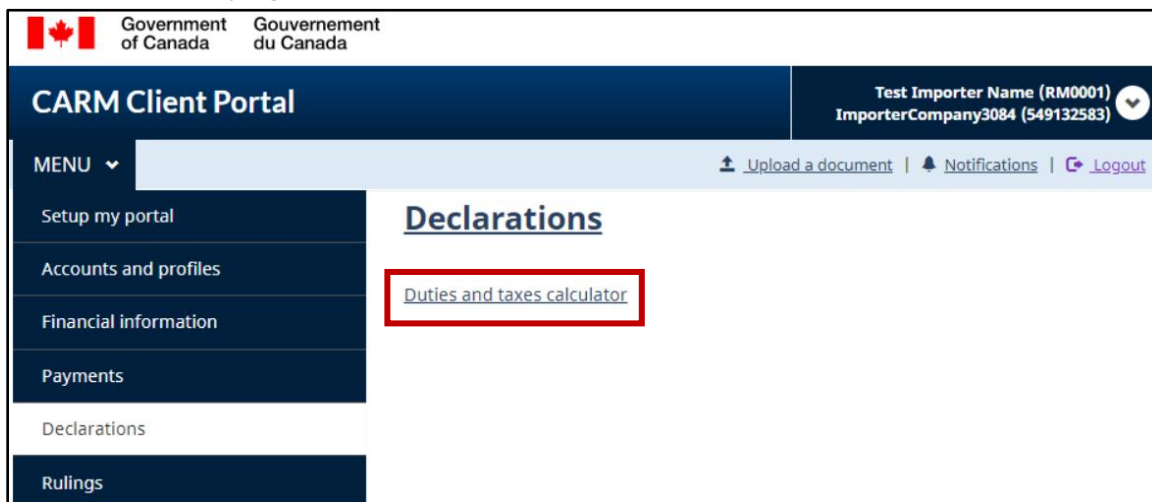 Government Gouvernement
of Canada du Canada
CARM Client Portal
Test Importer Name (RM0001)
ImporterCompany3084 (549132583)
MENU
Upload a document | Notifications | Logout
Setup my portal
Declarations
Accounts and profiles
Duties and taxes calculator
Financial information
Payments
Declarations
Rulings